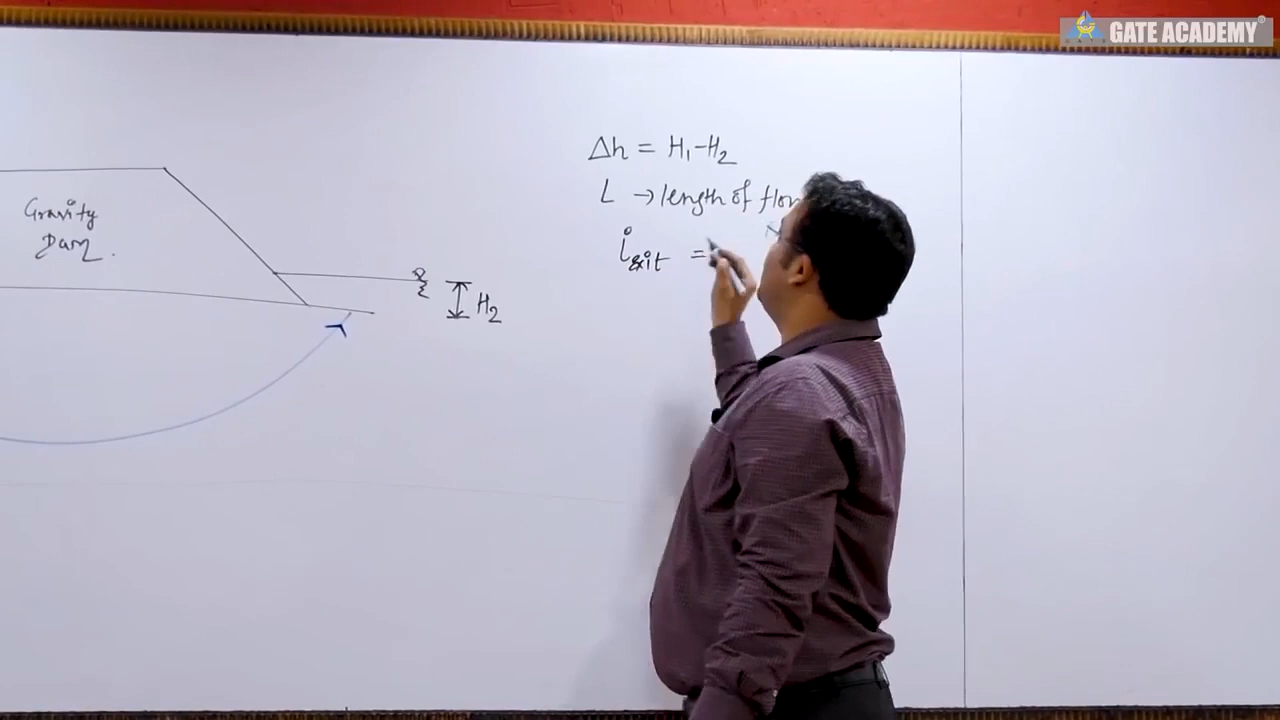 GATE ACADEMY
Δh = H₁-H₂
L → length of flow
i exit =
Gravity
Dam.
H₂